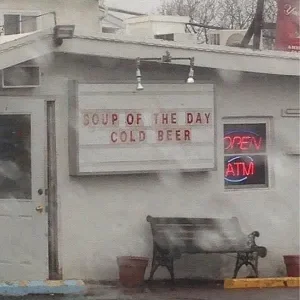 SOUP OF THE DAY
COLD BEER
OPEN
ATM